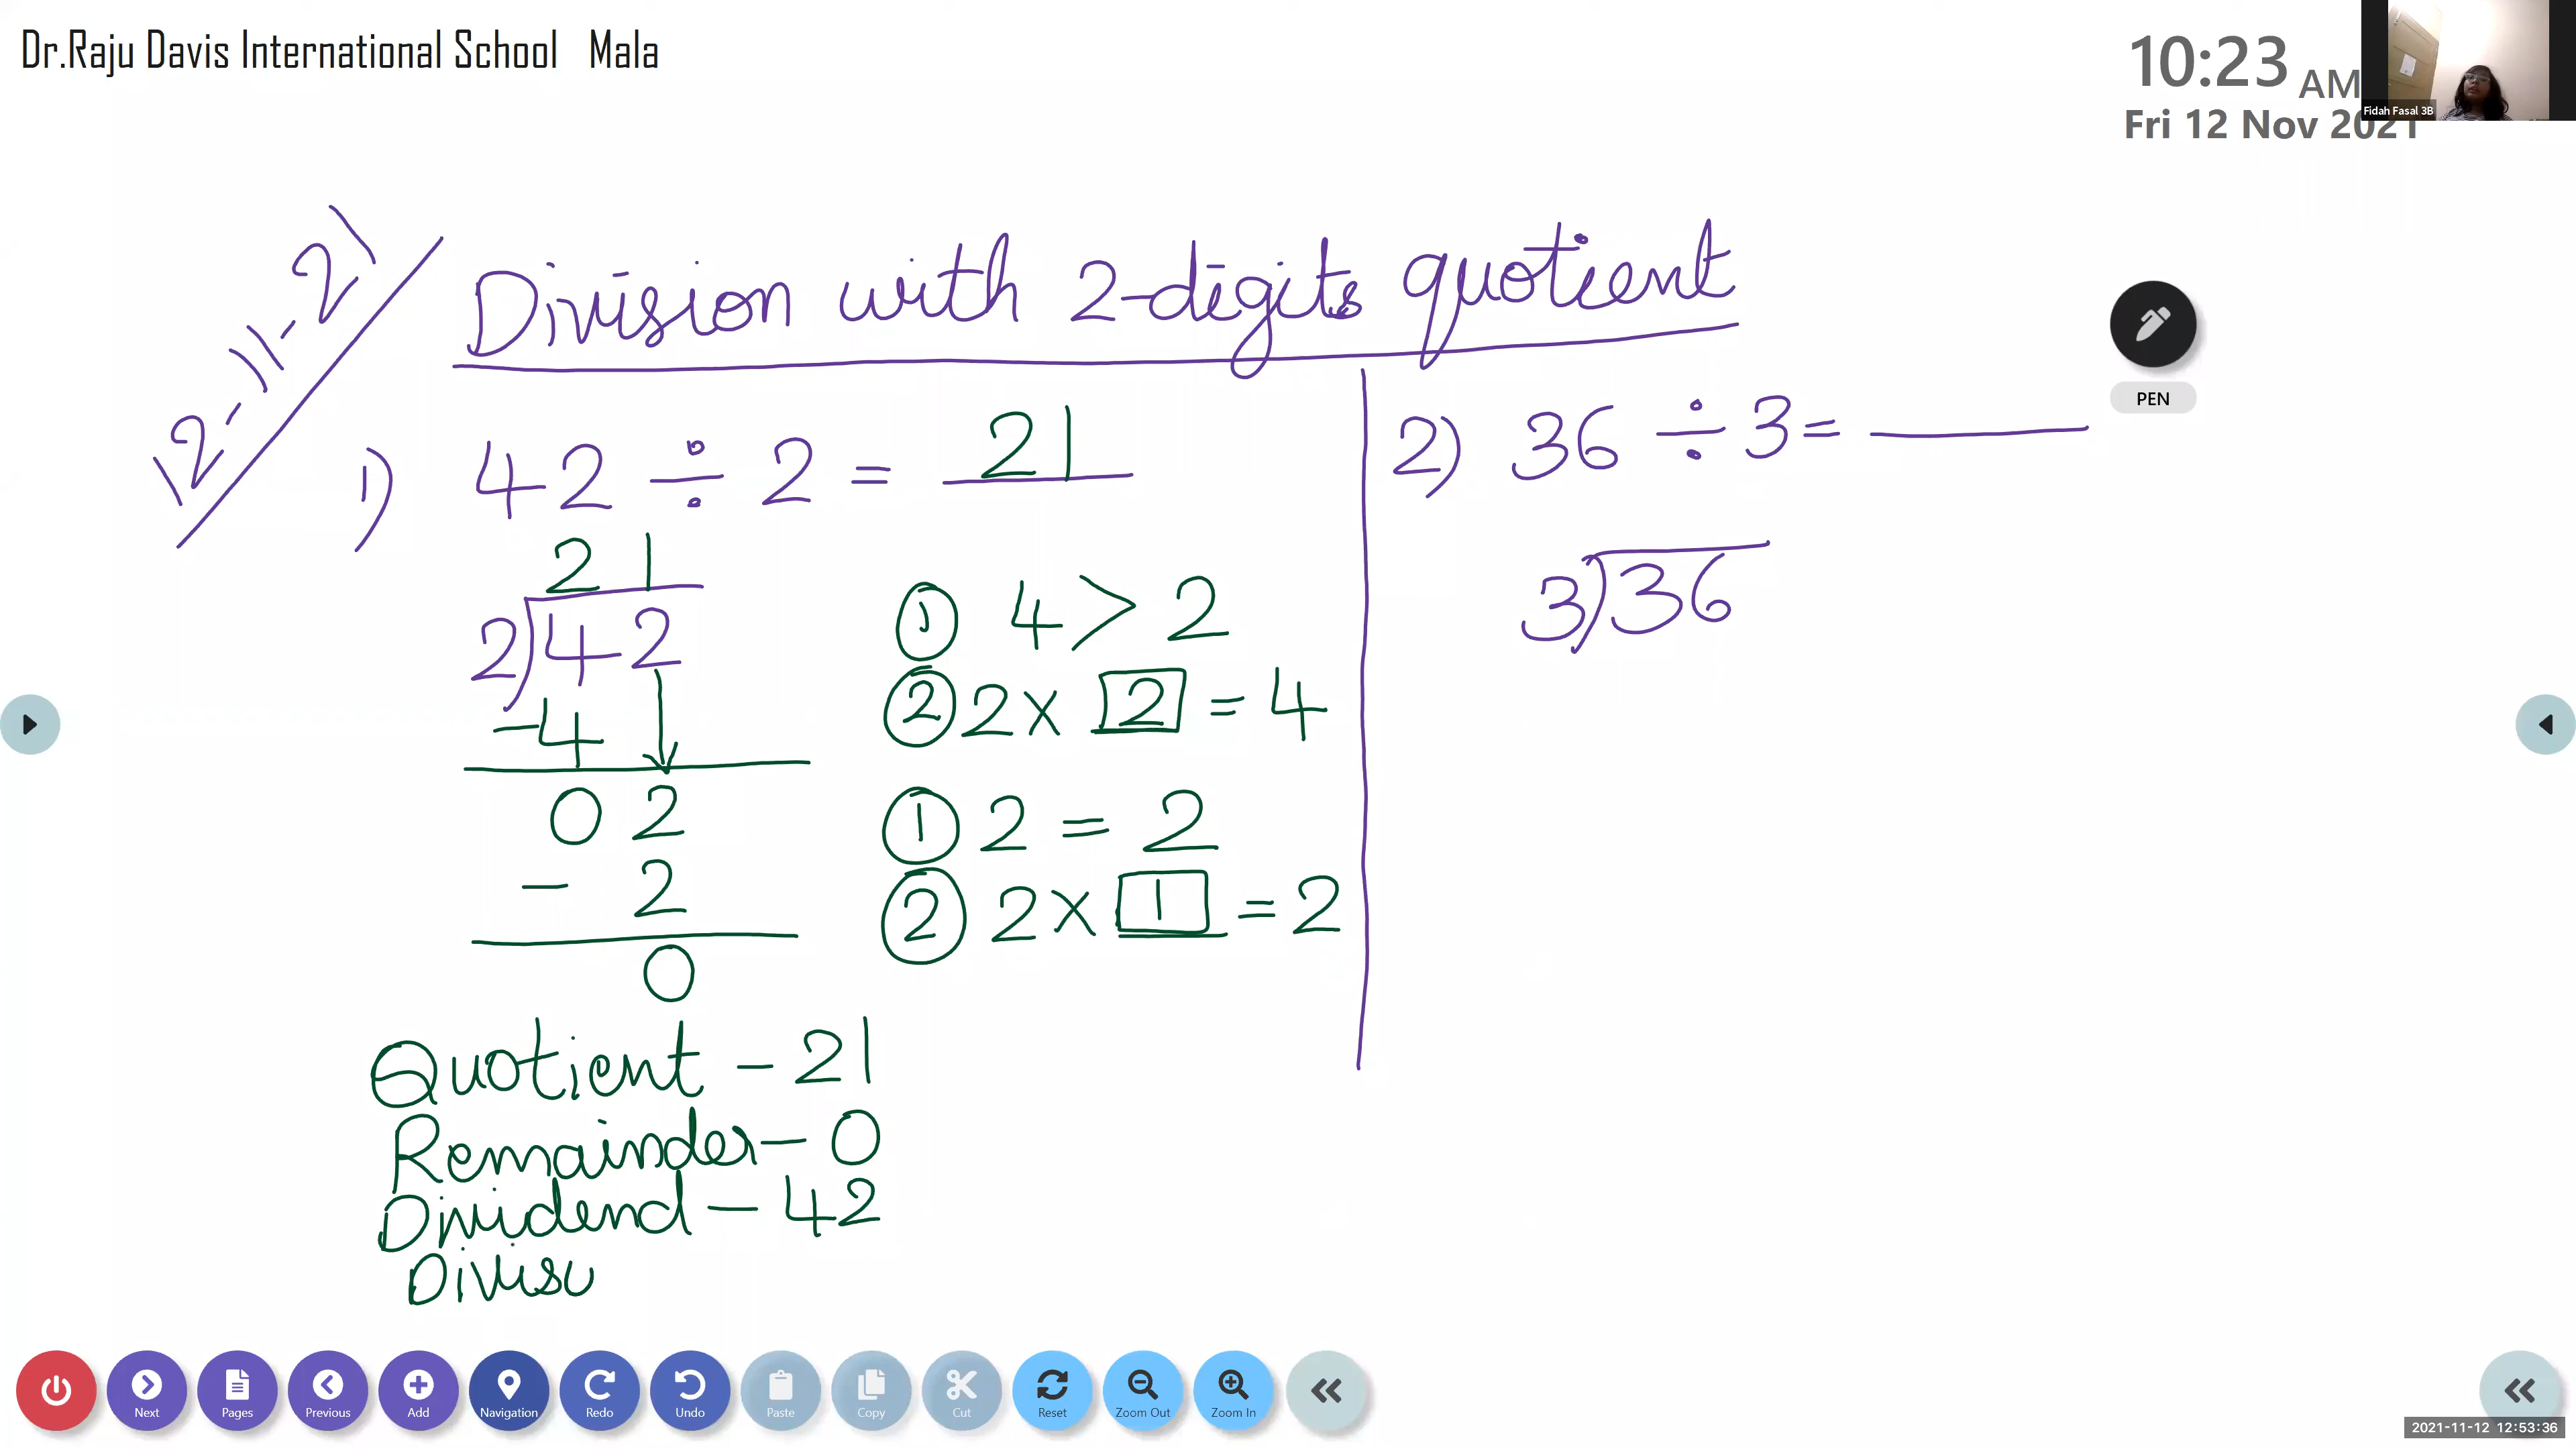 Dr.Raju Davis International School Mala
10:23 AM
Fri 12 Nov 2021
Fidah Fasal 3B
12-11-21
Division with 2-digits quotient
PEN
1) 42 ÷ 2 = 21
21
2)42
-4
02
- 2
0
① 4 > 2
② 2 x 2 = 4
① 2 = 2
② 2 x 1 = 2
Quotient - 21
Remainder - 0
Dividend - 42
Diviso
2) 36 ÷ 3 = ____
3)36
Next
Pages
Previous
Add
Navigation
Redo
Undo
Paste
Copy
Cut
Reset
Zoom Out
Zoom In
2021-11-12 12:53:36